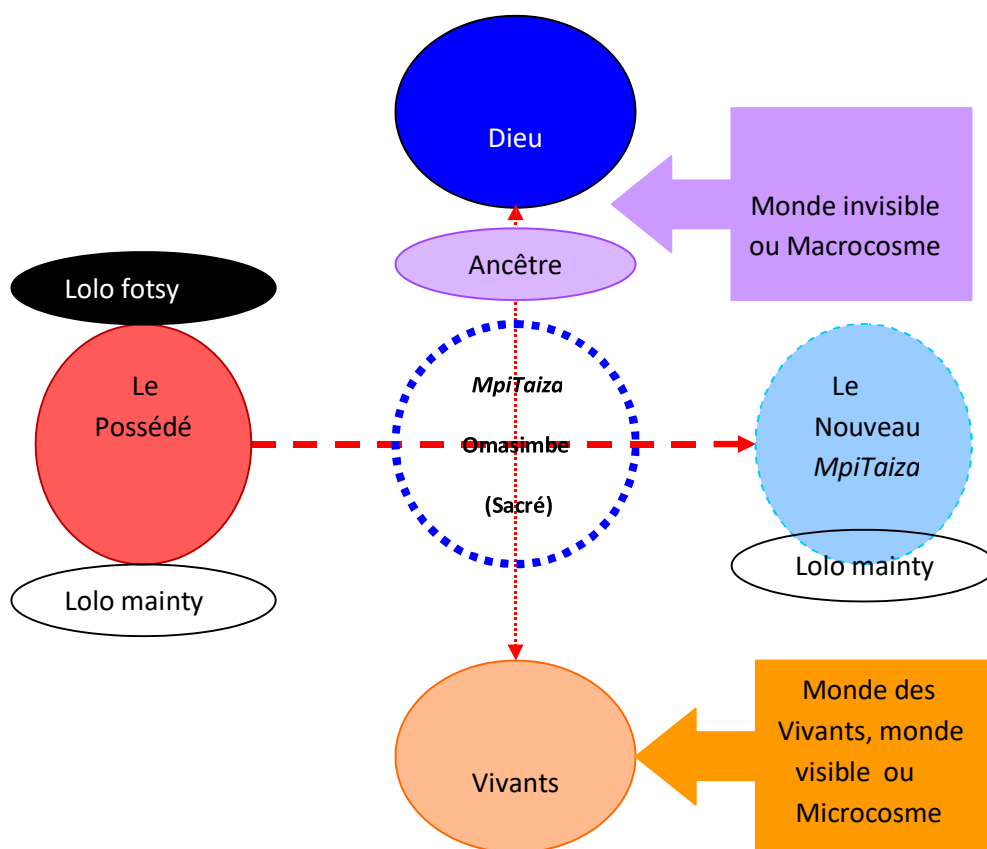 Dieu
Monde invisible
ou Macrocosme
Ancêtre
Lolo fotsy
Le
Possédé
Lolo mainty
MpiTaiza
Omasimbe
(Sacré)
Le
Nouveau
MpiTaiza
Lolo mainty
Vivants
Monde des
Vivants, monde
visible ou
Microcosme